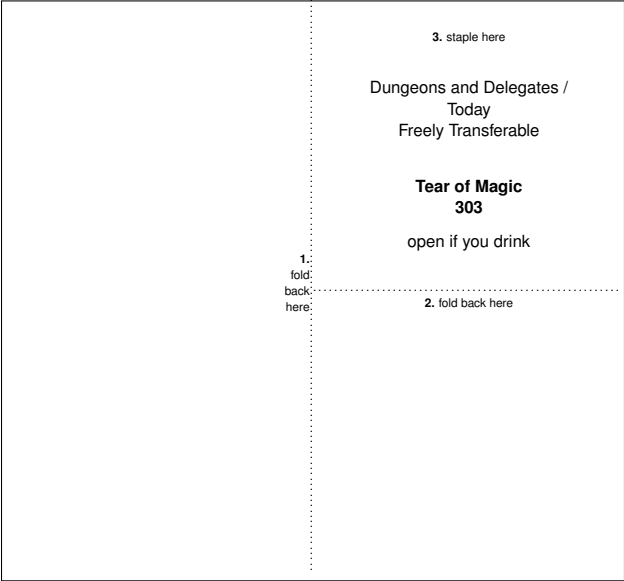 3. staple here
Dungeons and Delegates /
Today
Freely Transferable
Tear of Magic
303
open if you drink
1.
fold
back
here
2. fold back here